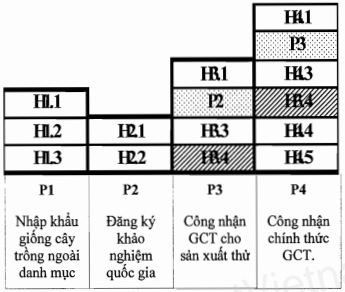 H4.1
P3
H3.1 H4.3
H1.1 P2 H3.4
H1.2 H2.1 H3.3 H4.4
H1.3 H2.2 H3.4 H4.5
P1
Nhập khẩu
giống cây
trồng ngoài
danh mục
P2
Đăng ký
khảo
nghiệm
quốc gia
P3
Công nhận
GCT cho
sản xuất thử
P4
Công nhận
chính thức
GCT.